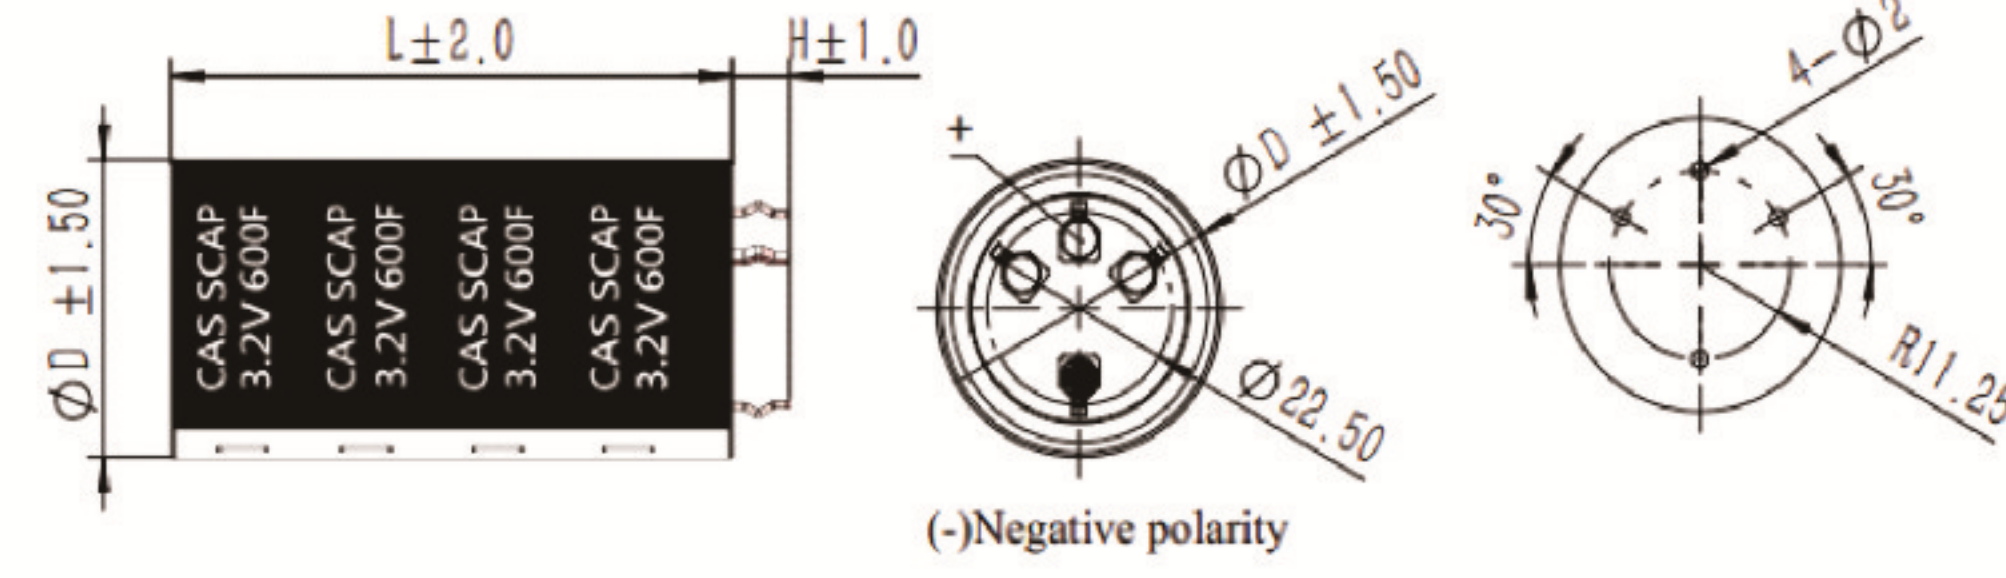 L±2.0
H±1.0
ΦD ±1.50
CAS SCAP
3.2V 600F
CAS SCAP
3.2V 600F
CAS SCAP
3.2V 600F
CAS SCAP
3.2V 600F
+
ΦD ±1.50
Φ22.50
(-)Negative polarity
4-Φ2
30°
30°
R11.25